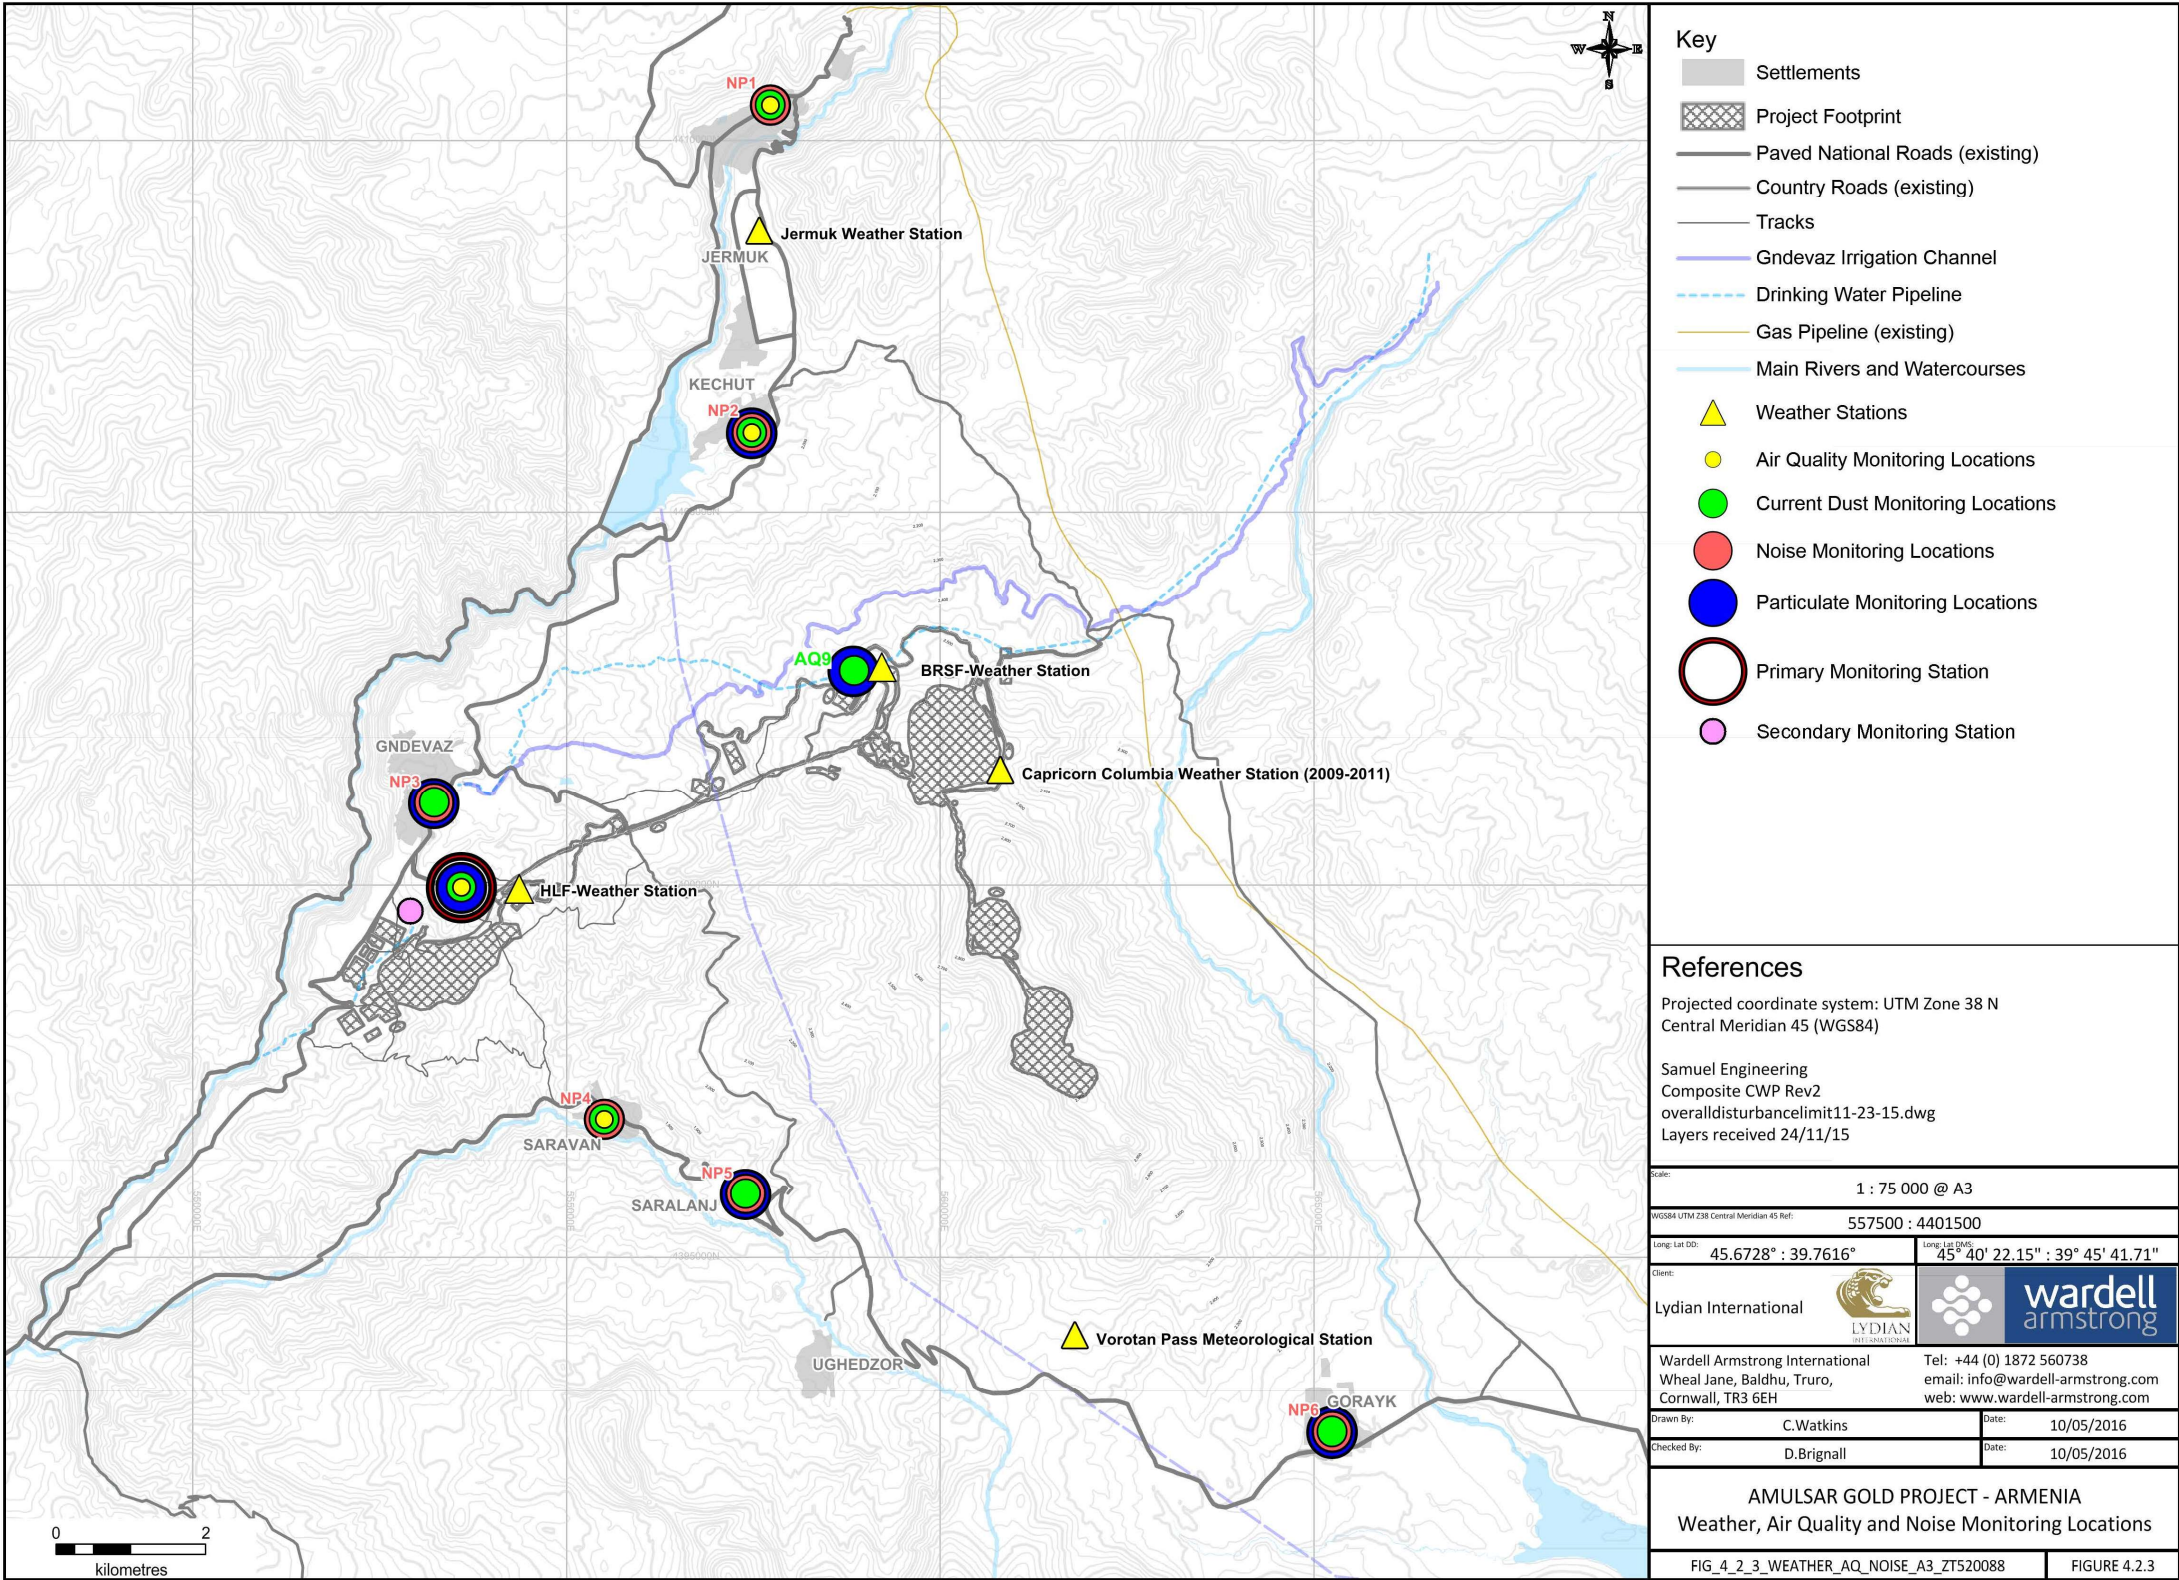 N
W E
S
NP1
Jermuk Weather Station
JERMUK
KECHUT
NP2
AQ9
BRSF-Weather Station
GNDEVAZ
NP3
Capricorn Columbia Weather Station (2009-2011)
HLF-Weather Station
NP4
SARAVAN
NP5
SARALANJ
4395000N
UGHEDZOR
Vorotan Pass Meteorological Station
GORAYK
NP6
0 2
kilometres
Key
Settlements
Project Footprint
Paved National Roads (existing)
Country Roads (existing)
Tracks
Gndevaz Irrigation Channel
Drinking Water Pipeline
Gas Pipeline (existing)
Main Rivers and Watercourses
Weather Stations
Air Quality Monitoring Locations
Current Dust Monitoring Locations
Noise Monitoring Locations
Particulate Monitoring Locations
Primary Monitoring Station
Secondary Monitoring Station
References
Projected coordinate system: UTM Zone 38 N
Central Meridian 45 (WGS84)
Samuel Engineering
Composite CWP Rev2
overalldisturbancelimit11-23-15.dwg
Layers received 24/11/15
Scale:
1 : 75 000 @ A3
WGS84 UTM Z38 Central Meridian 45 Ref:
557500 : 4401500
Long: Lat DD:
45.6728° : 39.7616°
Long: Lat DMS:
45° 40' 22.15" : 39° 45' 41.71"
Client:
Lydian International
LYDIAN
INTERNATIONAL
wardell
armstrong
Wardell Armstrong International
Wheal Jane, Baldhu, Truro,
Cornwall, TR3 6EH
Tel: +44 (0) 1872 560738
email: info@wardell-armstrong.com
web: www.wardell-armstrong.com
Drawn By:
C.Watkins
Date:
10/05/2016
Checked By:
D.Brignall
Date:
10/05/2016
AMULSAR GOLD PROJECT - ARMENIA
Weather, Air Quality and Noise Monitoring Locations
FIG_4_2_3_WEATHER_AQ_NOISE_A3_ZT520088
FIGURE 4.2.3